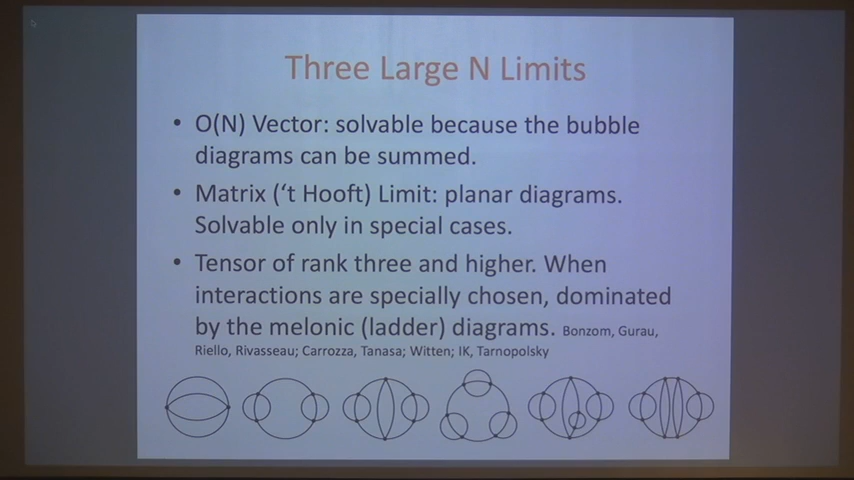 Three Large N Limits
• O(N) Vector: solvable because the bubble
diagrams can be summed.
• Matrix (‘t Hooft) Limit: planar diagrams.
Solvable only in special cases.
• Tensor of rank three and higher. When
interactions are specially chosen, dominated
by the melonic (ladder) diagrams. Bonzom, Gurau,
Riello, Rivasseau; Carrozza, Tanasa; Witten; IK, Tarnopolsky